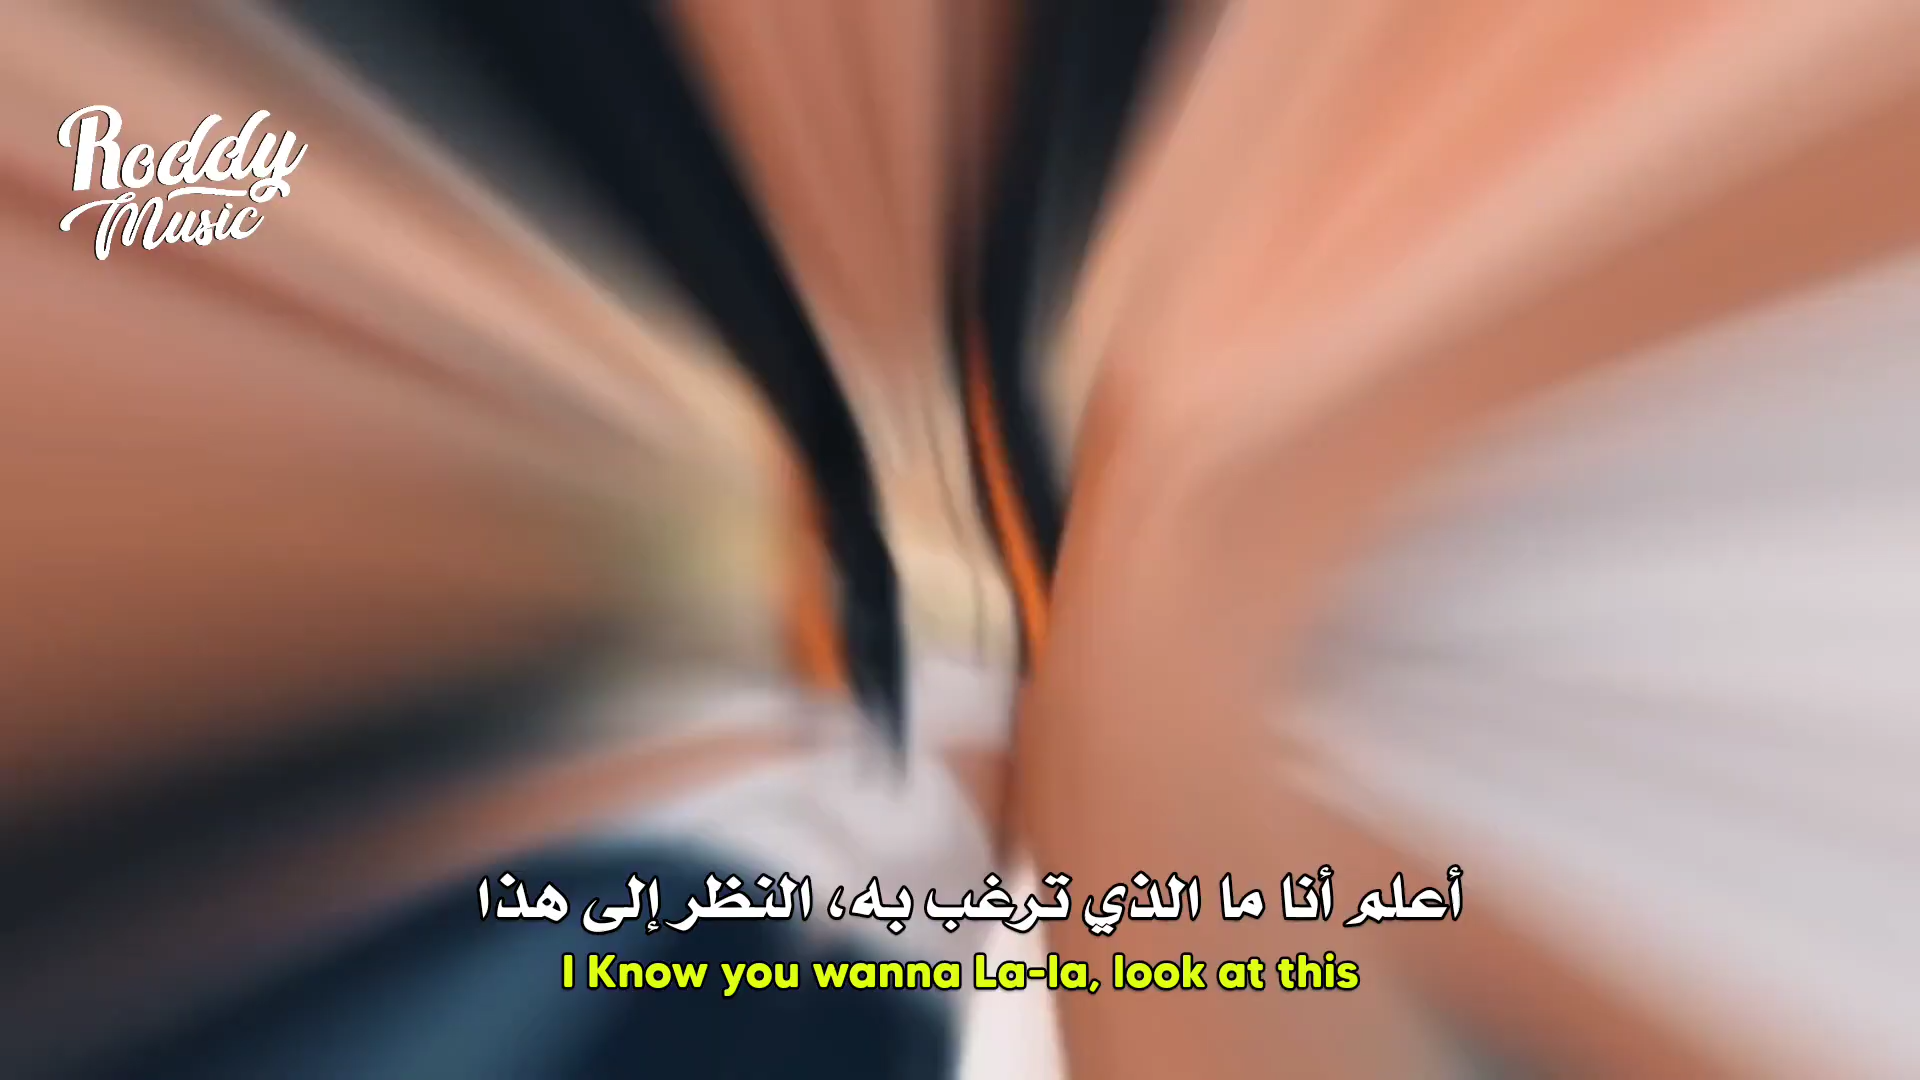 Roddy
Music
أعلم أنا ما الذي ترغب به، النظر إلى هذا
I Know you wanna La-la, look at this